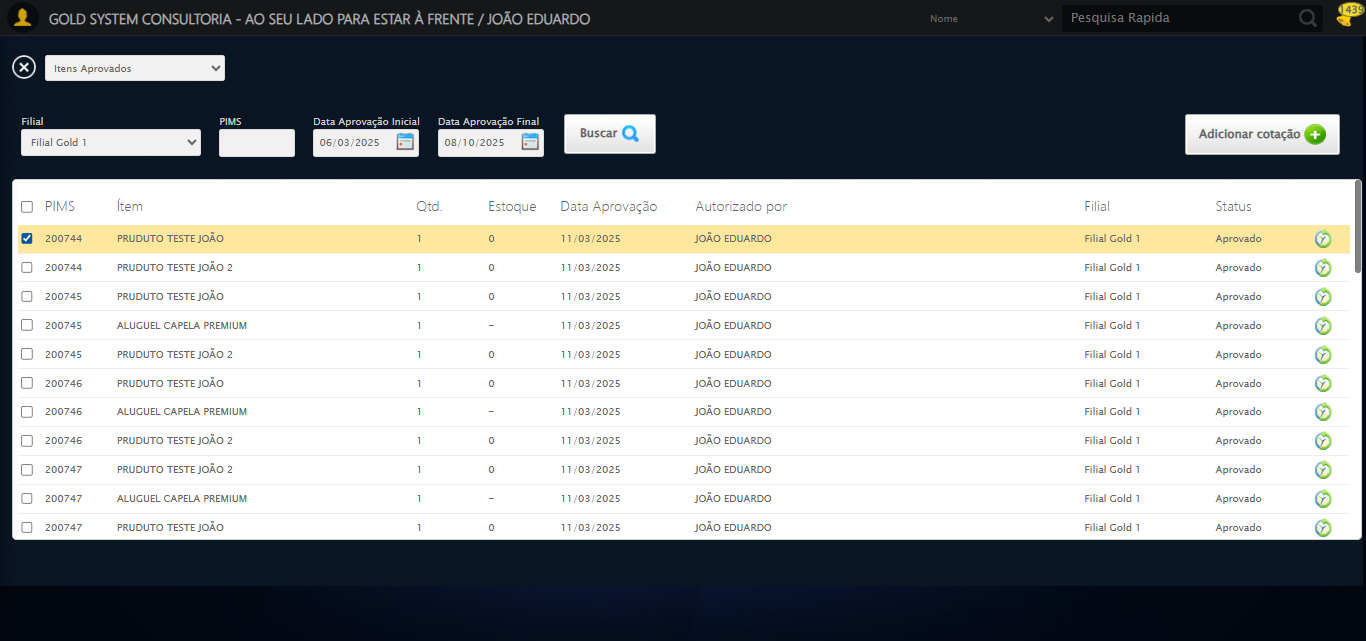 GOLD SYSTEM CONSULTORIA - AO SEU LADO PARA ESTAR À FRENTE / JOÃO EDUARDO Nome Pesquisa Rapida 1439
Itens Aprovados
Filial PIMS Data Aprovação Inicial Data Aprovação Final
Filial Gold 1 06/03/2025 08/10/2025 Buscar Adicionar cotação
PIMS Ítem Qtd. Estoque Data Aprovação Autorizado por Filial Status
200744 PRUDUTO TESTE JOÃO 1 0 11/03/2025 JOÃO EDUARDO Filial Gold 1 Aprovado
200744 PRUDUTO TESTE JOÃO 2 1 0 11/03/2025 JOÃO EDUARDO Filial Gold 1 Aprovado
200745 PRUDUTO TESTE JOÃO 1 0 11/03/2025 JOÃO EDUARDO Filial Gold 1 Aprovado
200745 ALUGUEL CAPELA PREMIUM 1 - 11/03/2025 JOÃO EDUARDO Filial Gold 1 Aprovado
200745 PRUDUTO TESTE JOÃO 2 1 0 11/03/2025 JOÃO EDUARDO Filial Gold 1 Aprovado
200746 PRUDUTO TESTE JOÃO 1 0 11/03/2025 JOÃO EDUARDO Filial Gold 1 Aprovado
200746 ALUGUEL CAPELA PREMIUM 1 - 11/03/2025 JOÃO EDUARDO Filial Gold 1 Aprovado
200746 PRUDUTO TESTE JOÃO 2 1 0 11/03/2025 JOÃO EDUARDO Filial Gold 1 Aprovado
200747 PRUDUTO TESTE JOÃO 2 1 0 11/03/2025 JOÃO EDUARDO Filial Gold 1 Aprovado
200747 ALUGUEL CAPELA PREMIUM 1 - 11/03/2025 JOÃO EDUARDO Filial Gold 1 Aprovado
200747 PRUDUTO TESTE JOÃO 1 0 11/03/2025 JOÃO EDUARDO Filial Gold 1 Aprovado